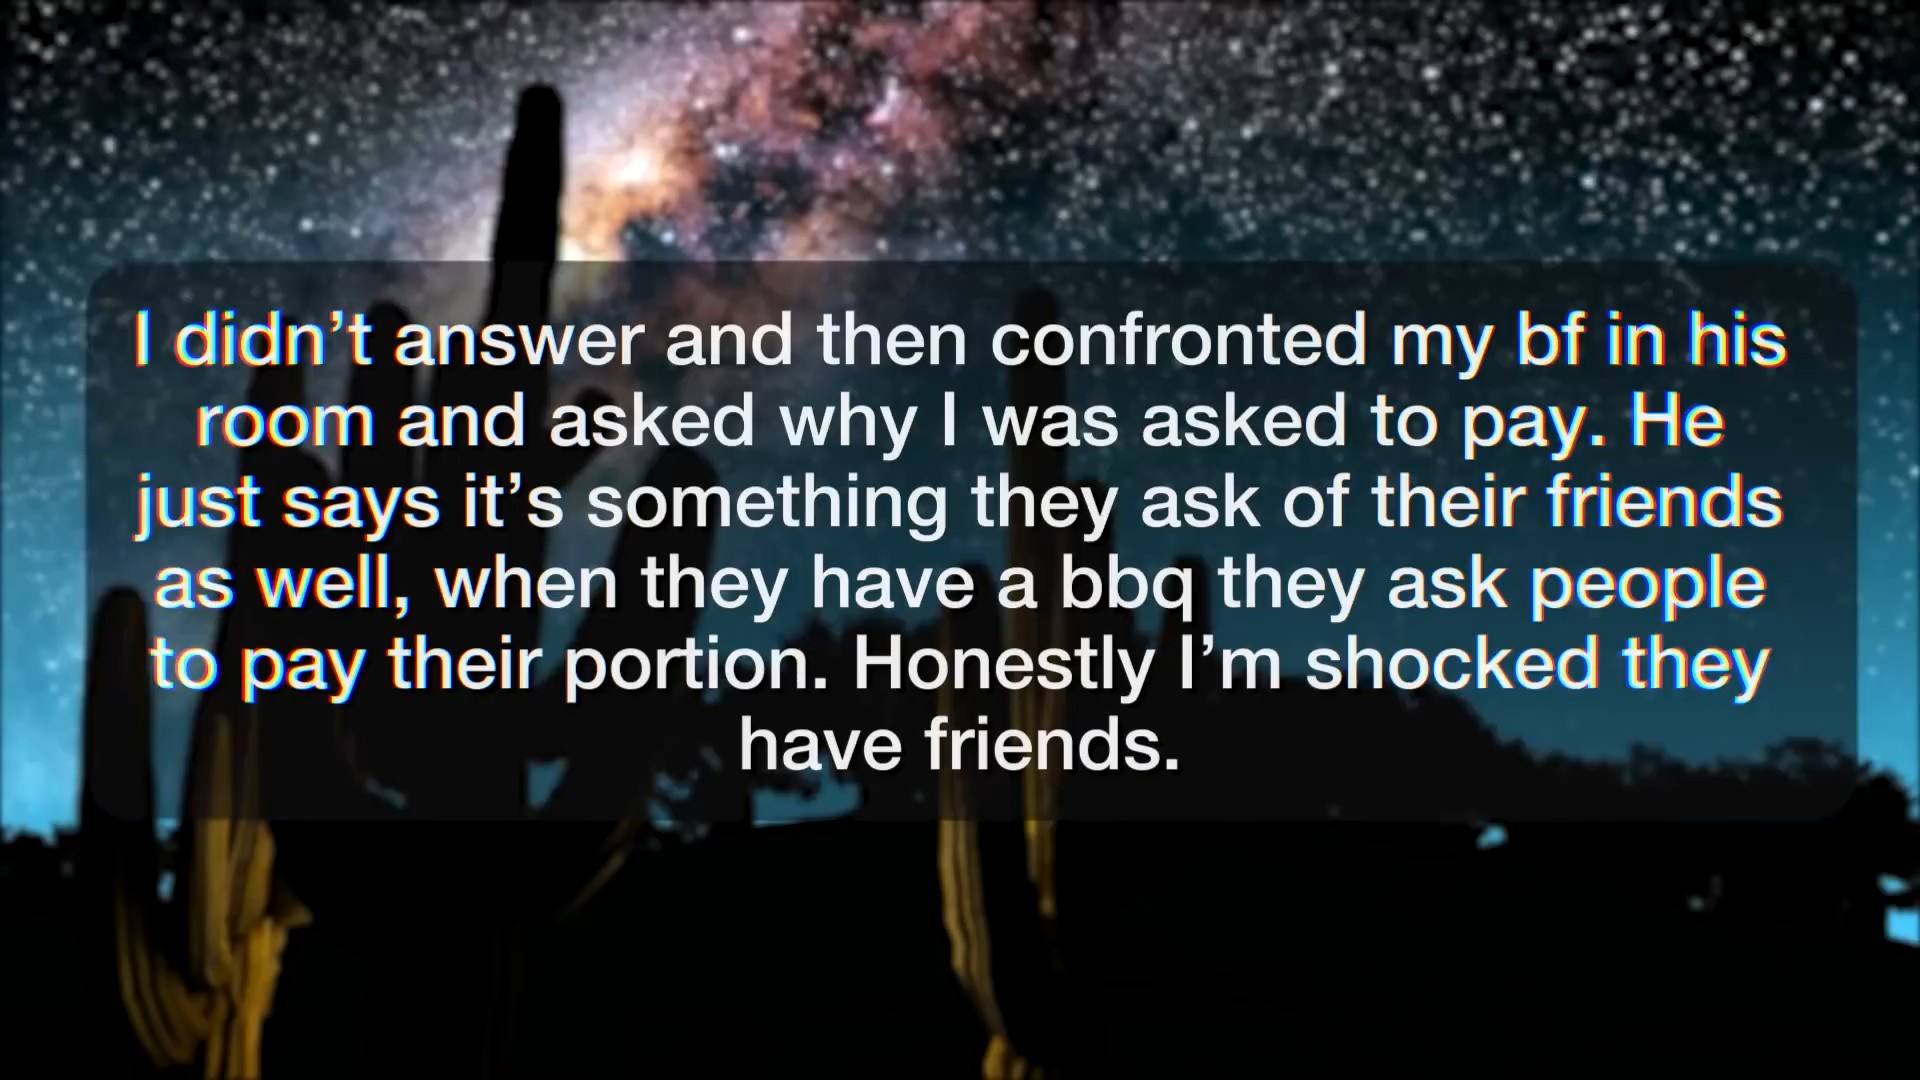 I didn’t answer and then confronted my bf in his
room and asked why I was asked to pay. He
just says it’s something they ask of their friends
as well, when they have a bbq they ask people
to pay their portion. Honestly I’m shocked they
have friends.